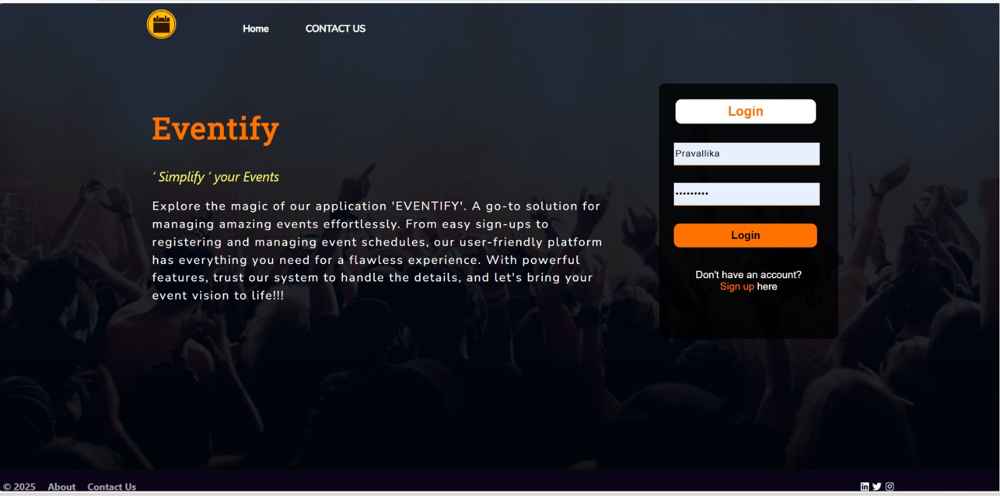 Home CONTACT US
Eventify
‘ Simplify ’ your Events
Explore the magic of our application 'EVENTIFY'. A go-to solution for
managing amazing events effortlessly. From easy sign-ups to
registering and managing event schedules, our user-friendly platform
has everything you need for a flawless experience. With powerful
features, trust our system to handle the details, and let's bring your
event vision to life!!!
Login
Pravallika
•••••••••
Login
Don't have an account?
Sign up here
© 2025 About Contact Us